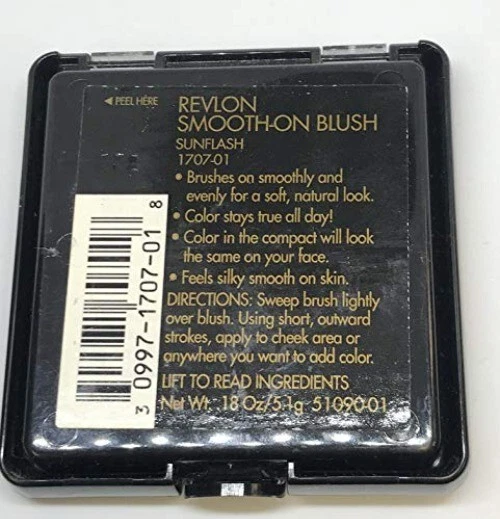 ◄ PEEL HERE
REVLON
SMOOTH-ON BLUSH
SUNFLASH
1707-01
• Brushes on smoothly and
evenly for a soft, natural look.
• Color stays true all day!
• Color in the compact will look
the same on your face.
• Feels silky smooth on skin.
DIRECTIONS: Sweep brush lightly
over blush. Using short, outward
strokes, apply to cheek area or
anywhere you want to add color.
LIFT TO READ INGREDIENTS
Net Wt. .18 Oz/5.1g 51090-01
3 0997-1707-01 8